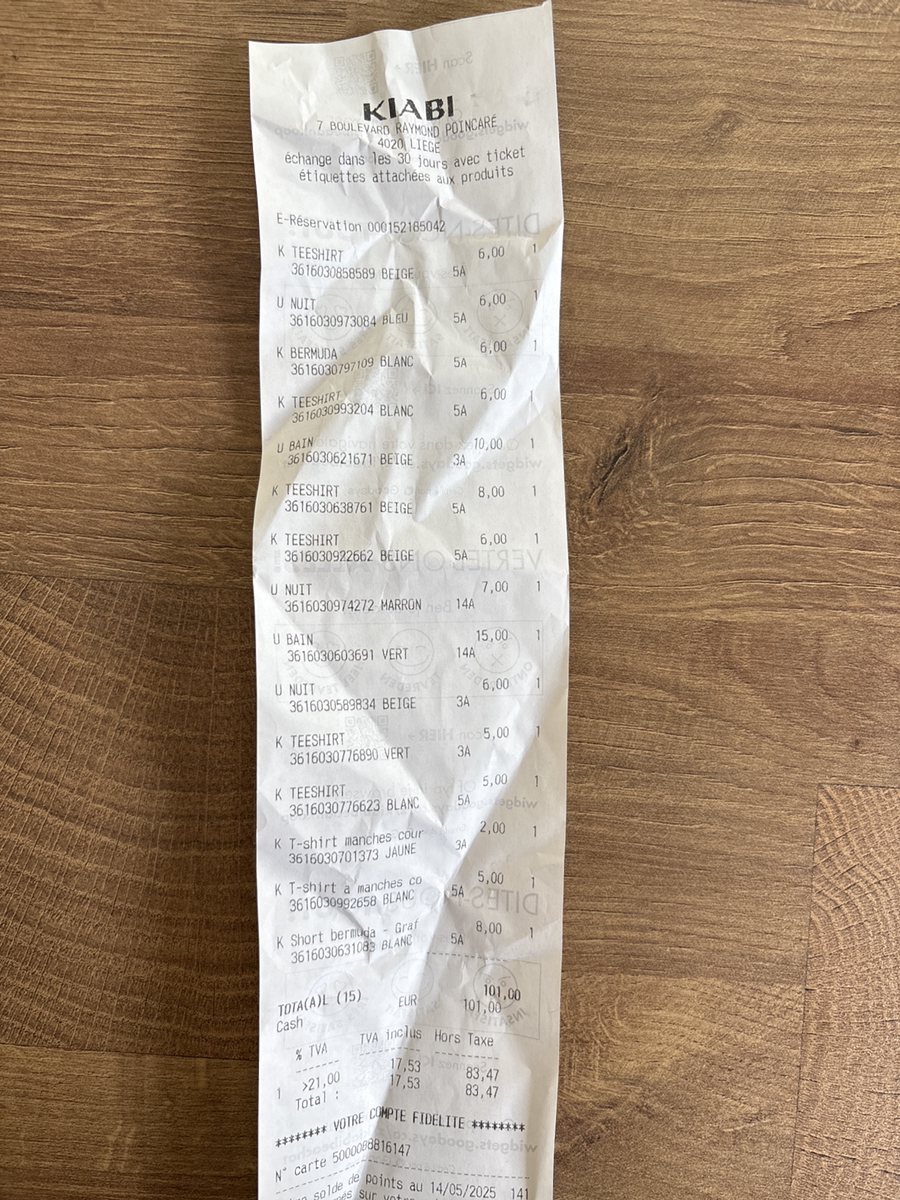 KIABI
7 BOULEVARD RAYMOND POINCARÉ
4020 LIEGE
échange dans les 30 jours avec ticket
étiquettes attachées aux produits
E-Réservation 000152185042
K TEESHIRT 6,00 1
3616030858589 BEIGE 5A
U NUIT 6,00 1
3616030973084 BLEU 5A
K BERMUDA 6,00 1
3616030797109 BLANC 5A
K TEESHIRT 6,00 1
3616030993204 BLANC 5A
U BAIN 10,00 1
3616030621671 BEIGE 3A
K TEESHIRT 8,00 1
3616030638761 BEIGE 5A
K TEESHIRT 6,00 1
3616030922662 BEIGE 5A
U NUIT 7,00 1
3616030974272 MARRON 14A
U BAIN 15,00 1
3616030603691 VERT 14A
U NUIT 6,00 1
3616030589834 BEIGE 3A
K TEESHIRT 5,00 1
3616030776890 VERT 3A
K TEESHIRT 5,00 1
3616030776623 BLANC 5A
K T-shirt manches cour 2,00 1
3616030701373 JAUNE 3A
K T-shirt à manches co 5,00 1
3616030992658 BLANC 5A
K Short bermuda - Graf 8,00 1
3616030631083 BLANC 5A
TOTA(A)L (15) EUR 101,00
Cash 101,00
% TVA TVA inclus Hors Taxe
1 >21,00 17,53 83,47
Total : 17,53 83,47
******** VOTRE COMPTE FIDELITE ********
N° carte 5000088816147
solde de points au 14/05/2025 141
sur